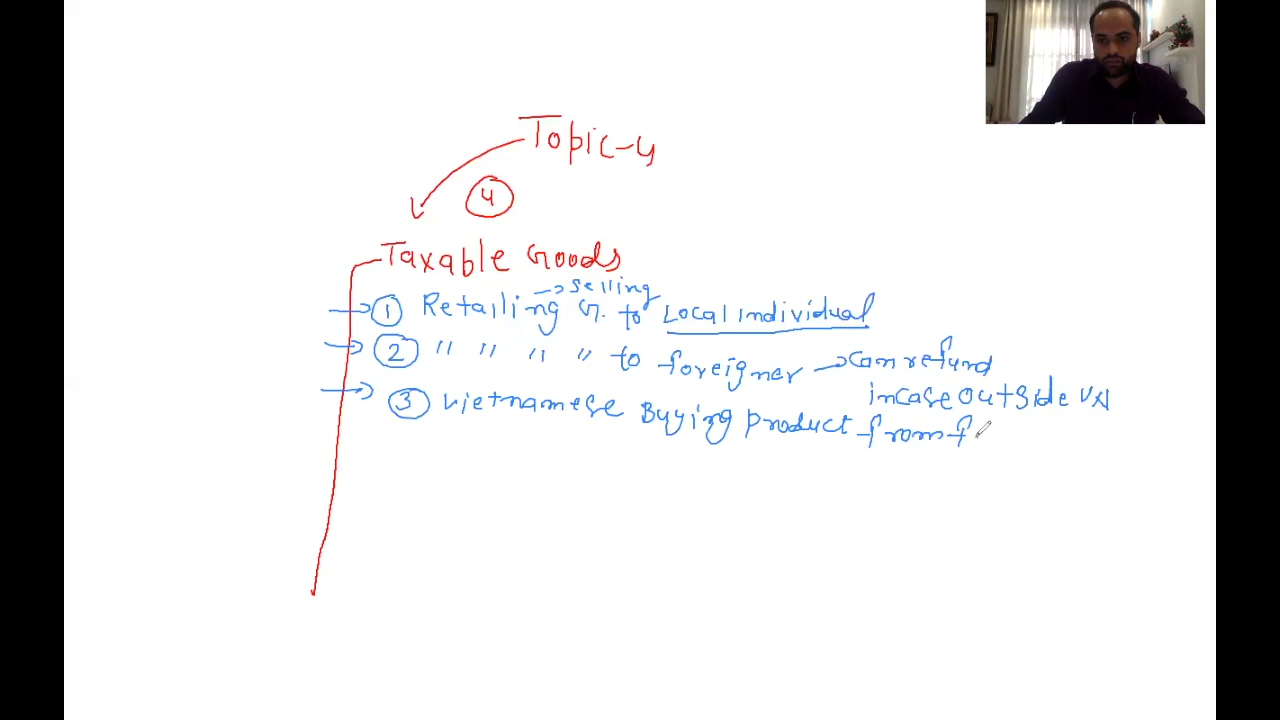 Topic-4
4
Taxable Goods
→ selling
→ 1 Retailing G. to Local Individual
→ 2 " " " " to foreigner → Can refund
incase outside VN
→ 3 Vietnamese Buying product from f